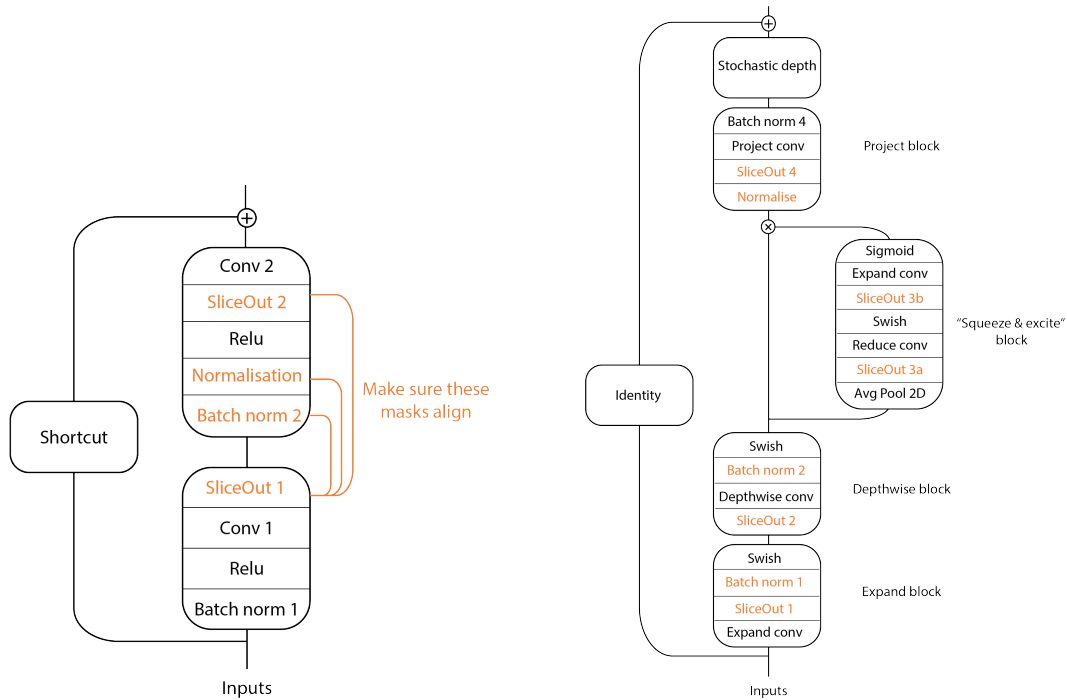 Conv 2
SliceOut 2
Relu
Normalisation
Batch norm 2
Make sure these
masks align
Shortcut
SliceOut 1
Conv 1
Relu
Batch norm 1
Inputs
Stochastic depth
Batch norm 4
Project conv
SliceOut 4
Normalise
Project block
Sigmoid
Expand conv
SliceOut 3b
Swish
Reduce conv
SliceOut 3a
Avg Pool 2D
“Squeeze & excite”
block
Identity
Swish
Batch norm 2
Depthwise conv
SliceOut 2
Depthwise block
Swish
Batch norm 1
SliceOut 1
Expand conv
Expand block
Inputs